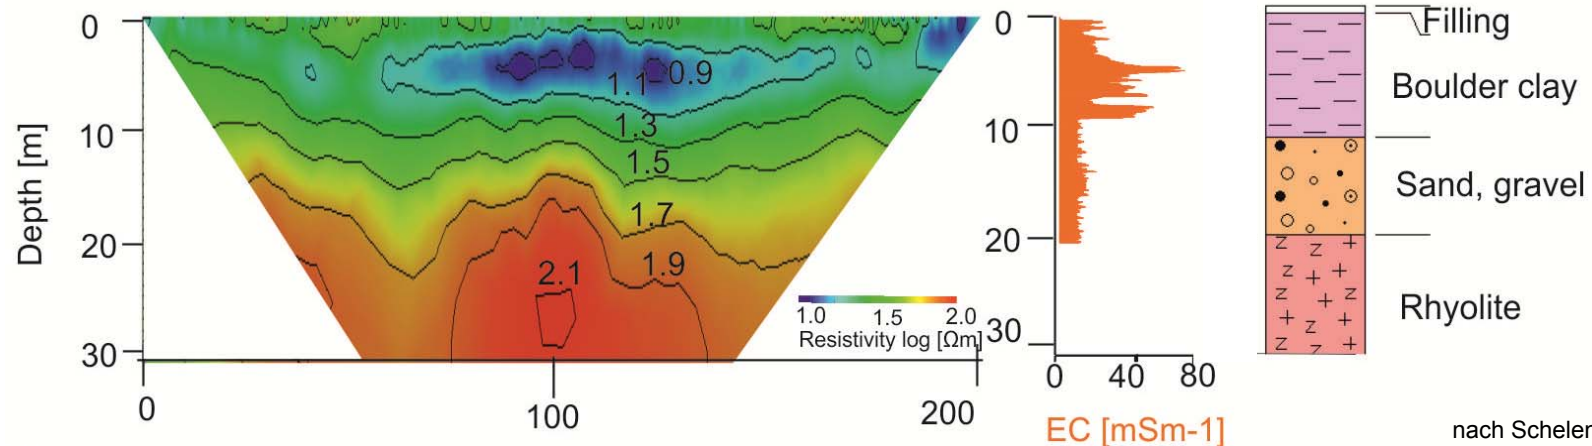 Depth [m]
0
10
20
30
0
100
200
0.9
1.1
1.3
1.5
1.7
1.9
2.1
1.0 1.5 2.0
Resistivity log [Ωm]
0
10
20
30
0 40 80
EC [mSm-1]
Filling
Boulder clay
Sand, gravel
Rhyolite
nach Scheler